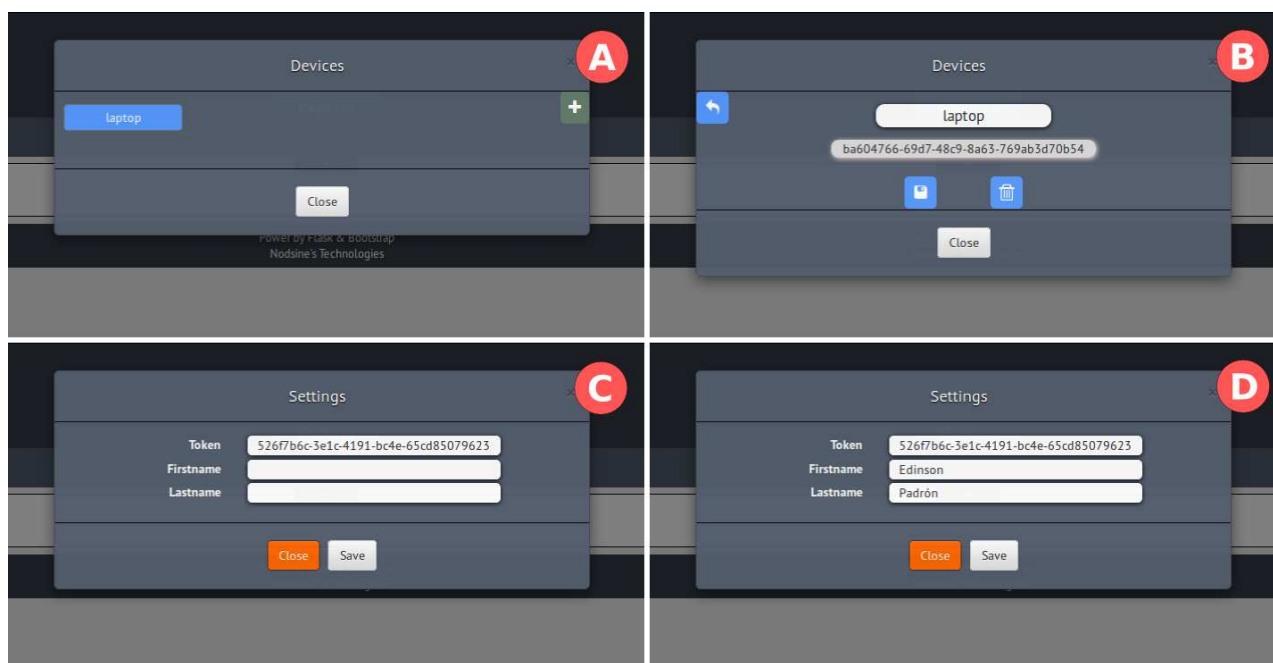 A
Devices
×
laptop
+
Close
Power by Flask & Bootstrap
Nodsine's Technologies
B
Devices
laptop
ba604766-69d7-48c9-8a63-769ab3d70b54
Close
C
Settings
Token 526f7b6c-3e1c-4191-bc4e-65cd85079623
Firstname
Lastname
Close Save
D
Settings
Token 526f7b6c-3e1c-4191-bc4e-65cd85079623
Firstname Edinson
Lastname Padrón
Close Save